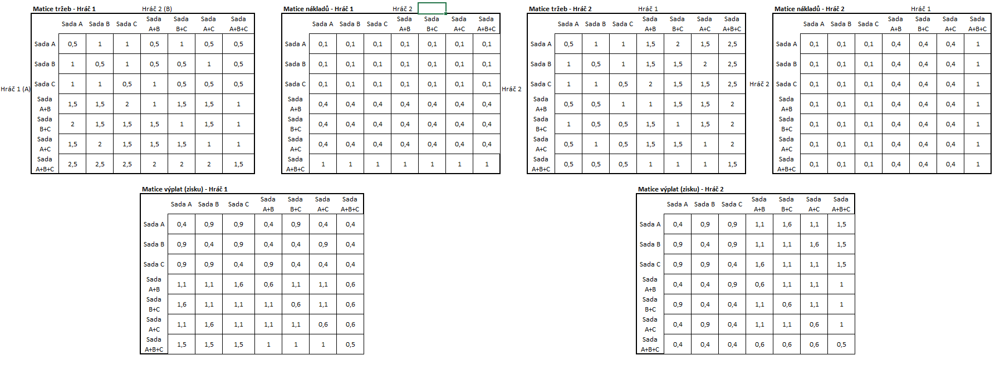 Matice tržeb - Hráč 1 Hráč 2 (B)
Sada A Sada B Sada C Sada A+B Sada B+C Sada A+C Sada A+B+C
Sada A 0,5 1 1 0,5 1 0,5 0,5
Sada B 1 0,5 1 0,5 0,5 1 0,5
Hráč 1 (A)
Sada C 1 1 0,5 1 0,5 0,5 0,5
Sada A+B 1,5 1,5 2 1 1,5 1,5 1
Sada B+C 2 1,5 1,5 1,5 1 1,5 1
Sada A+C 1,5 2 1,5 1,5 1,5 1 1
Sada A+B+C 2,5 2,5 2,5 2 2 2 1,5
Matice nákladů - Hráč 1 Hráč 2
Sada A Sada B Sada C Sada A+B Sada B+C Sada A+C Sada A+B+C
Sada A 0,1 0,1 0,1 0,1 0,1 0,1 0,1
Sada B 0,1 0,1 0,1 0,1 0,1 0,1 0,1
Sada C 0,1 0,1 0,1 0,1 0,1 0,1 0,1
Sada A+B 0,4 0,4 0,4 0,4 0,4 0,4 0,4
Sada B+C 0,4 0,4 0,4 0,4 0,4 0,4 0,4
Sada A+C 0,4 0,4 0,4 0,4 0,4 0,4 0,4
Sada A+B+C 1 1 1 1 1 1 1
Matice tržeb - Hráč 2 Hráč 1
Sada A Sada B Sada C Sada A+B Sada B+C Sada A+C Sada A+B+C
Sada A 0,5 1 1 1,5 2 1,5 2,5
Sada B 1 0,5 1 1,5 1,5 2 2,5
Hráč 2
Sada C 1 1 0,5 2 1,5 1,5 2,5
Sada A+B 0,5 0,5 1 1 1,5 1,5 2
Sada B+C 1 0,5 0,5 1,5 1 1,5 2
Sada A+C 0,5 1 0,5 1,5 1,5 1 2
Sada A+B+C 0,5 0,5 0,5 1 1 1 1,5
Matice nákladů - Hráč 2 Hráč 1
Sada A Sada B Sada C Sada A+B Sada B+C Sada A+C Sada A+B+C
Sada A 0,1 0,1 0,1 0,4 0,4 0,4 1
Sada B 0,1 0,1 0,1 0,4 0,4 0,4 1
Hráč 2
Sada C 0,1 0,1 0,1 0,4 0,4 0,4 1
Sada A+B 0,1 0,1 0,1 0,4 0,4 0,4 1
Sada B+C 0,1 0,1 0,1 0,4 0,4 0,4 1
Sada A+C 0,1 0,1 0,1 0,4 0,4 0,4 1
Sada A+B+C 0,1 0,1 0,1 0,4 0,4 0,4 1
Matice výplat (zisku) - Hráč 1
Sada A Sada B Sada C Sada A+B Sada B+C Sada A+C Sada A+B+C
Sada A 0,4 0,9 0,9 0,4 0,9 0,4 0,4
Sada B 0,9 0,4 0,9 0,4 0,4 0,9 0,4
Sada C 0,9 0,9 0,4 0,9 0,4 0,4 0,4
Sada A+B 1,1 1,1 1,6 0,6 1,1 1,1 0,6
Sada B+C 1,6 1,1 1,1 1,1 0,6 1,1 0,6
Sada A+C 1,1 1,6 1,1 1,1 1,1 0,6 0,6
Sada A+B+C 1,5 1,5 1,5 1 1 1 0,5
Matice výplat (zisku) - Hráč 2
Sada A Sada B Sada C Sada A+B Sada B+C Sada A+C Sada A+B+C
Sada A 0,4 0,9 0,9 1,1 1,6 1,1 1,5
Sada B 0,9 0,4 0,9 1,1 1,1 1,6 1,5
Sada C 0,9 0,9 0,4 1,6 1,1 1,1 1,5
Sada A+B 0,4 0,4 0,9 0,6 1,1 1,1 1
Sada B+C 0,9 0,4 0,4 1,1 0,6 1,1 1
Sada A+C 0,4 0,9 0,4 1,1 1,1 0,6 1
Sada A+B+C 0,4 0,4 0,4 0,6 0,6 0,6 0,5